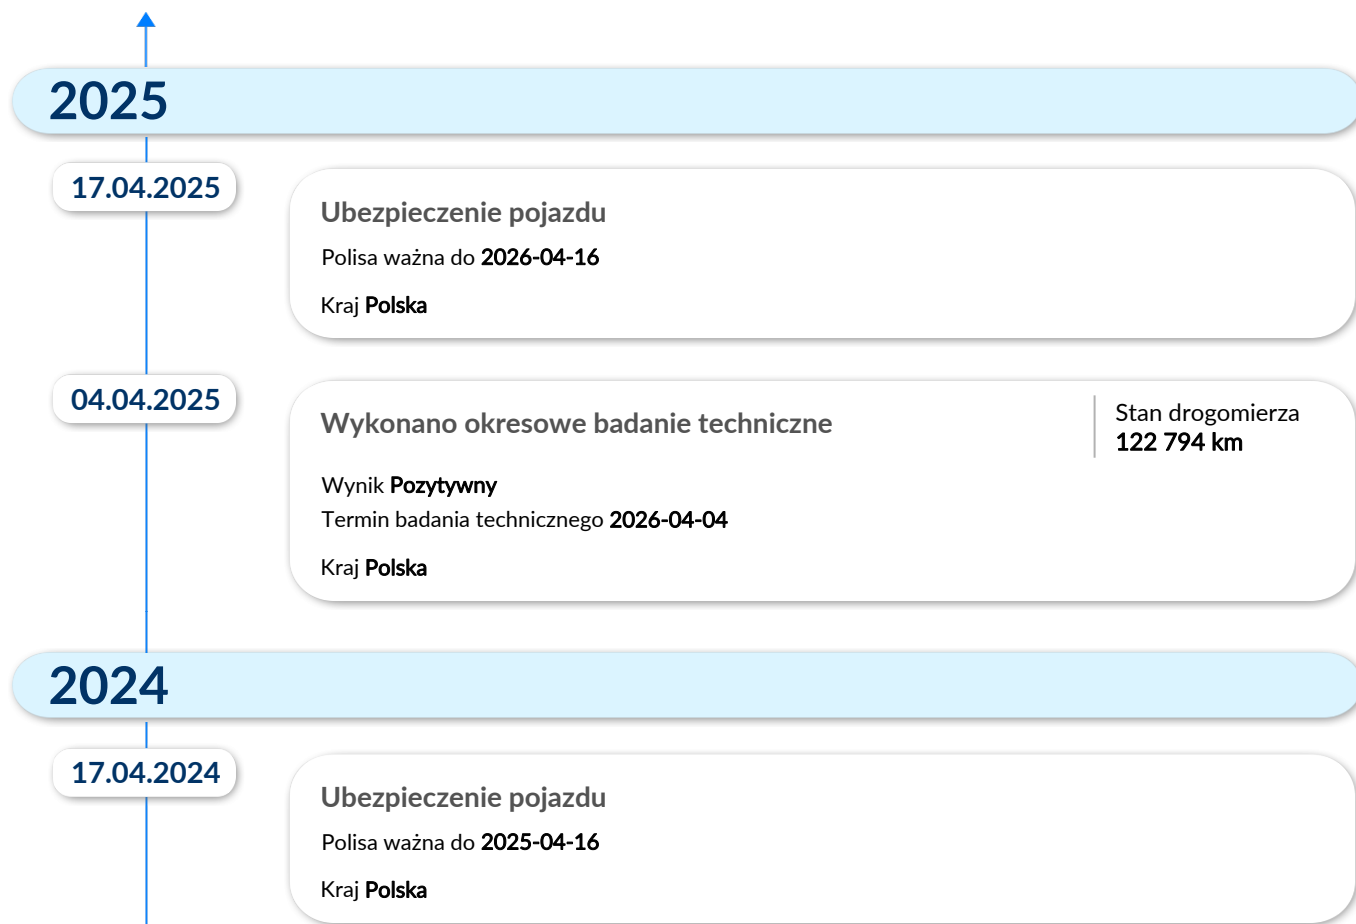 2025
17.04.2025
Ubezpieczenie pojazdu
Polisa ważna do 2026-04-16
Kraj Polska
04.04.2025
Wykonano okresowe badanie techniczne
Stan drogomierza
122 794 km
Wynik Pozytywny
Termin badania technicznego 2026-04-04
Kraj Polska
2024
17.04.2024
Ubezpieczenie pojazdu
Polisa ważna do 2025-04-16
Kraj Polska